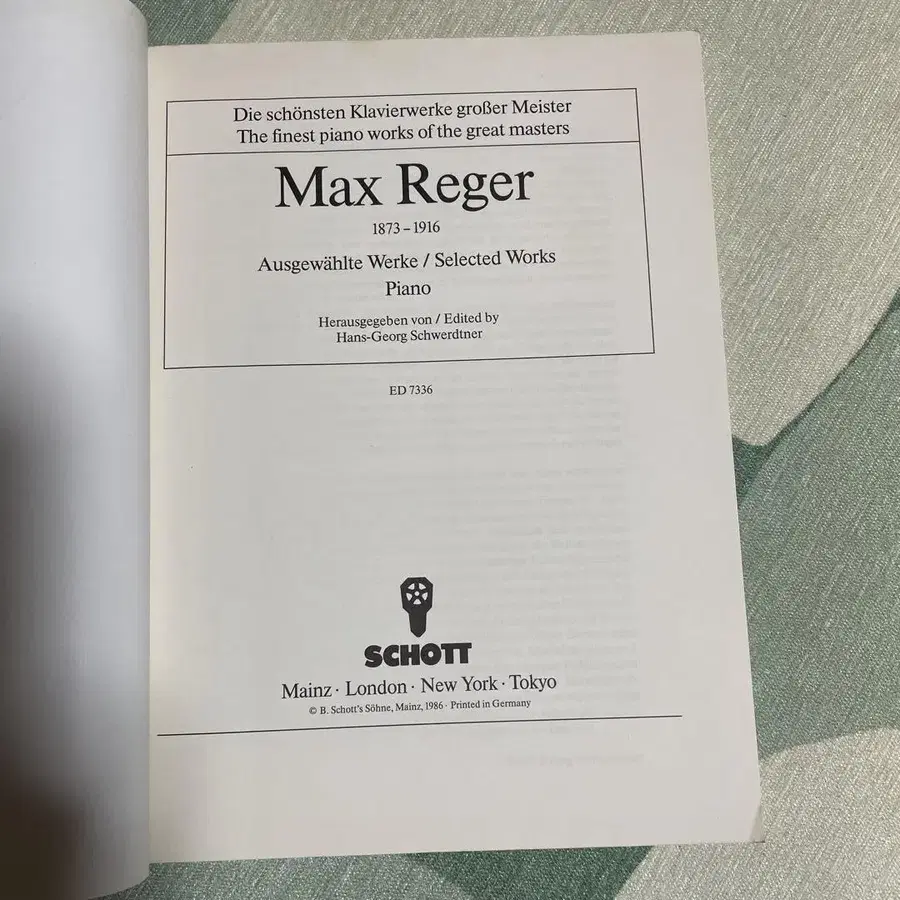 Die schönsten Klavierwerke großer Meister
The finest piano works of the great masters
Max Reger
1873 – 1916
Ausgewählte Werke / Selected Works
Piano
Herausgegeben von / Edited by
Hans-Georg Schwerdtner
ED 7336
SCHOTT
Mainz · London · New York · Tokyo
© B. Schott's Söhne, Mainz, 1986 · Printed in Germany